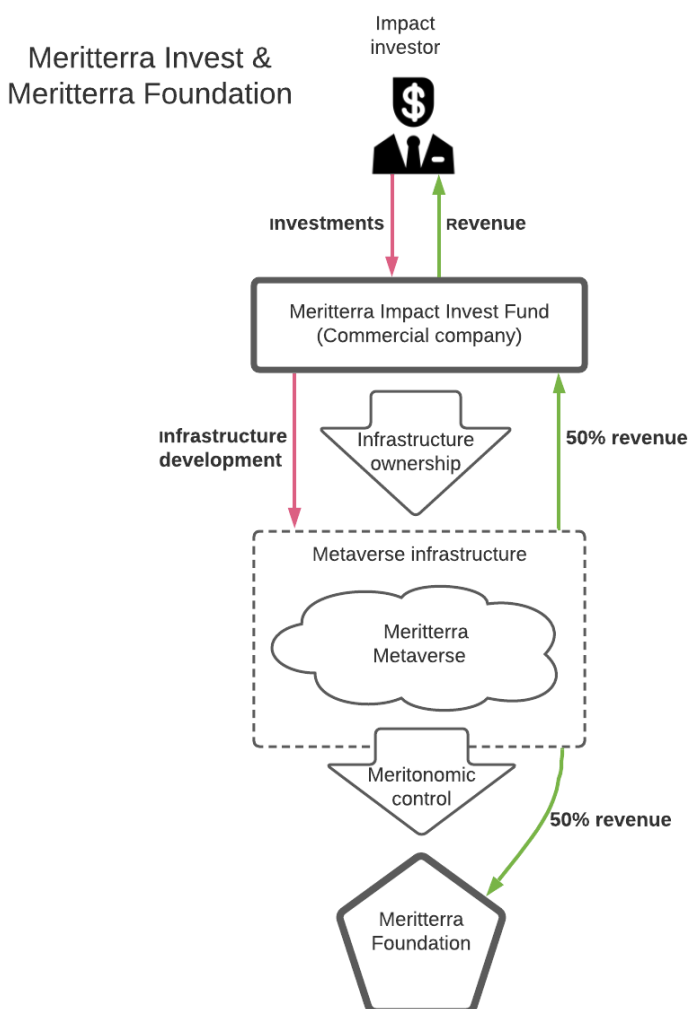 Impact
investor
Meritterra Invest &
Meritterra Foundation
$
Investments
Revenue
Meritterra Impact Invest Fund
(Commercial company)
Infrastructure
development
Infrastructure
ownership
50% revenue
Metaverse infrastructure
Meritterra
Metaverse
Meritonomic
control
50% revenue
Meritterra
Foundation